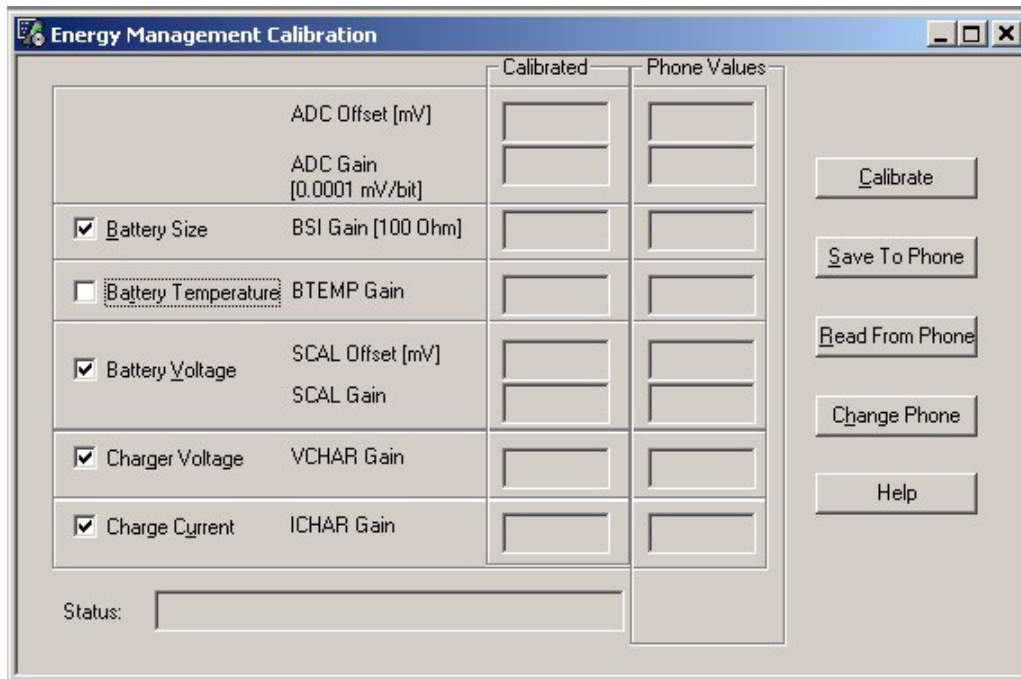 Energy Management Calibration
Calibrated Phone Values
ADC Offset [mV]
ADC Gain
[0.0001 mV/bit]
Calibrate
Battery Size BSI Gain [100 Ohm]
Save To Phone
Battery Temperature BTEMP Gain
Read From Phone
SCAL Offset [mV]
Battery Voltage
SCAL Gain
Change Phone
Charger Voltage VCHAR Gain
Help
Charge Current ICHAR Gain
Status: